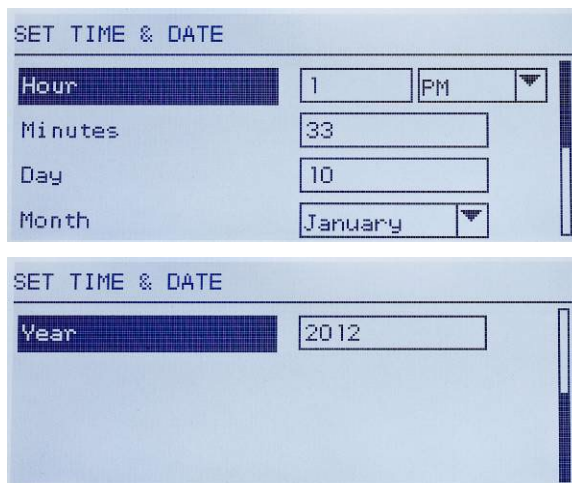 SET TIME & DATE
Hour 1 PM
Minutes 33
Day 10
Month January
SET TIME & DATE
Year 2012